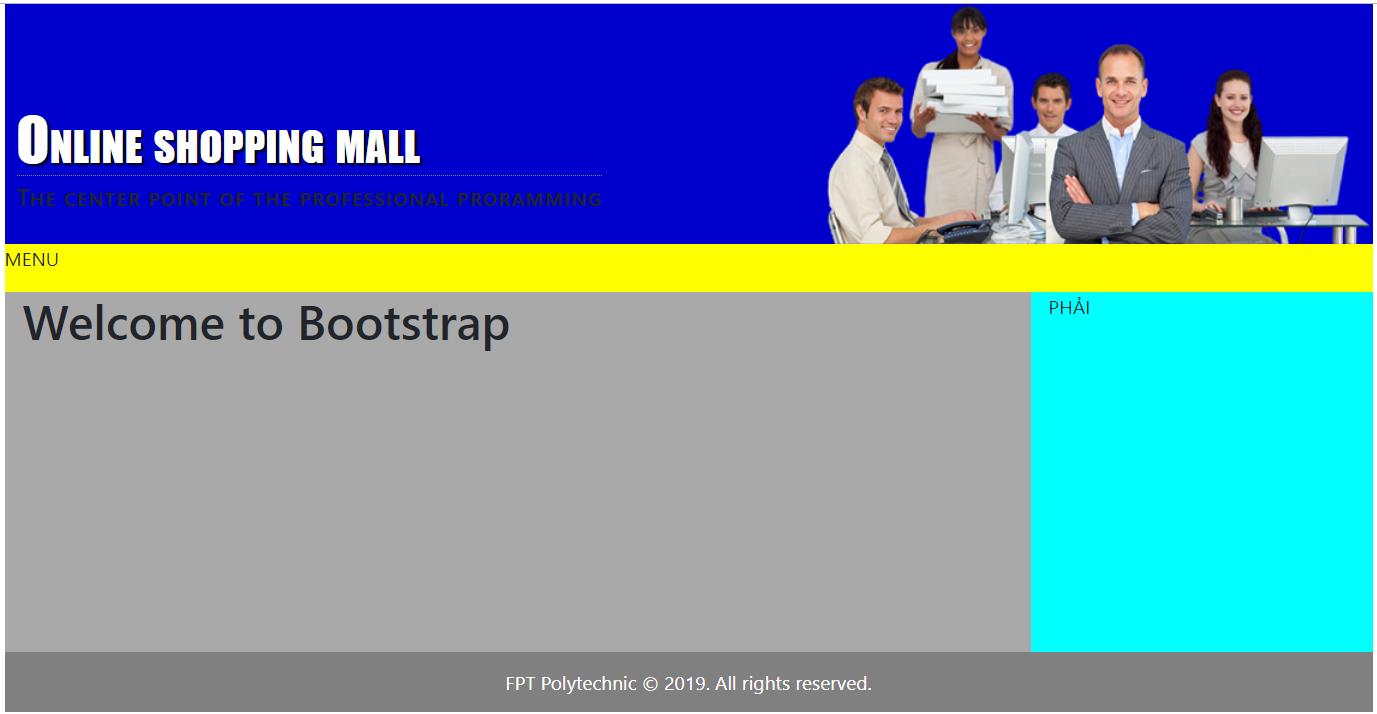 Online shopping mall
The center point of the professional proramming
MENU
Welcome to Bootstrap
PHẢI
FPT Polytechnic © 2019. All rights reserved.